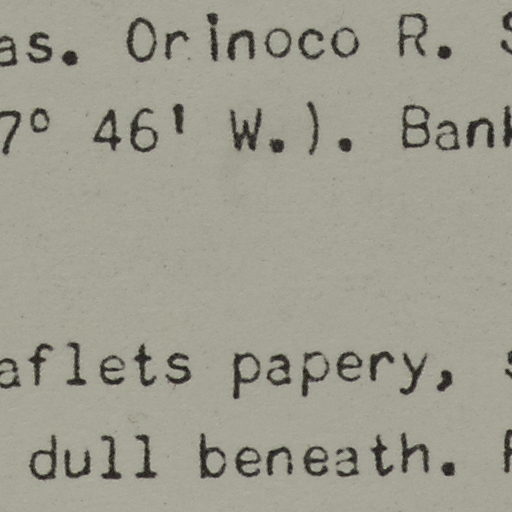 as. Orinoco R.
7° 46' W.). Bank
aflets papery,
dull beneath.